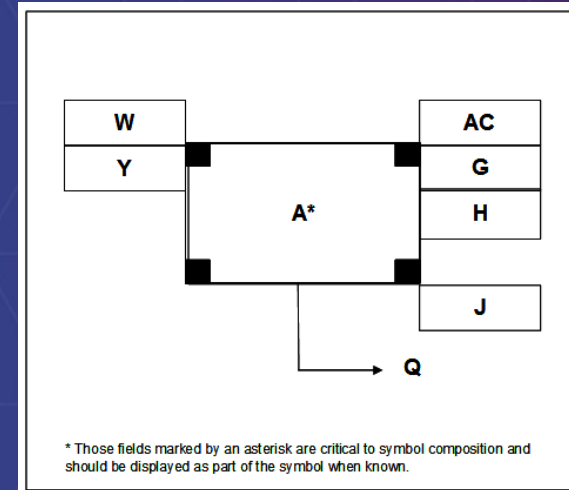 W
AC
Y
G
A*
H
J
Q
* Those fields marked by an asterisk are critical to symbol composition and
should be displayed as part of the symbol when known.